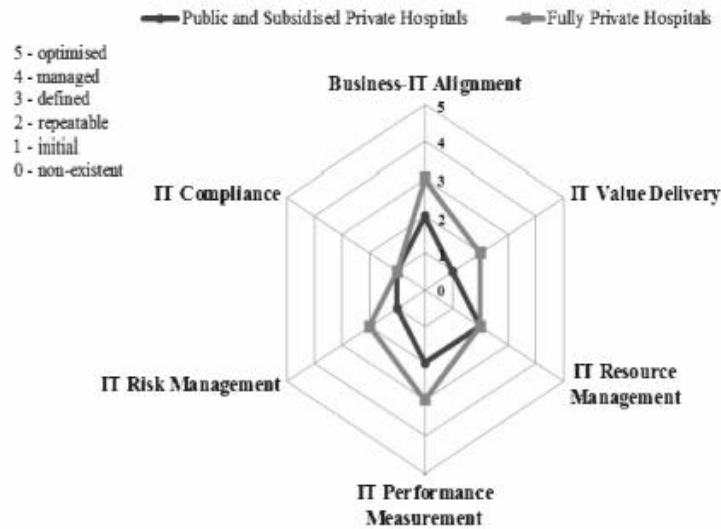 Public and Subsidised Private Hospitals
Fully Private Hospitals
5 - optimised
4 - managed
3 - defined
2 - repeatable
1 - initial
0 - non-existent
Business-IT Alignment
5
4
3
2
1
0
IT Compliance
IT Value Delivery
IT Risk Management
IT Resource
Management
IT Performance
Measurement